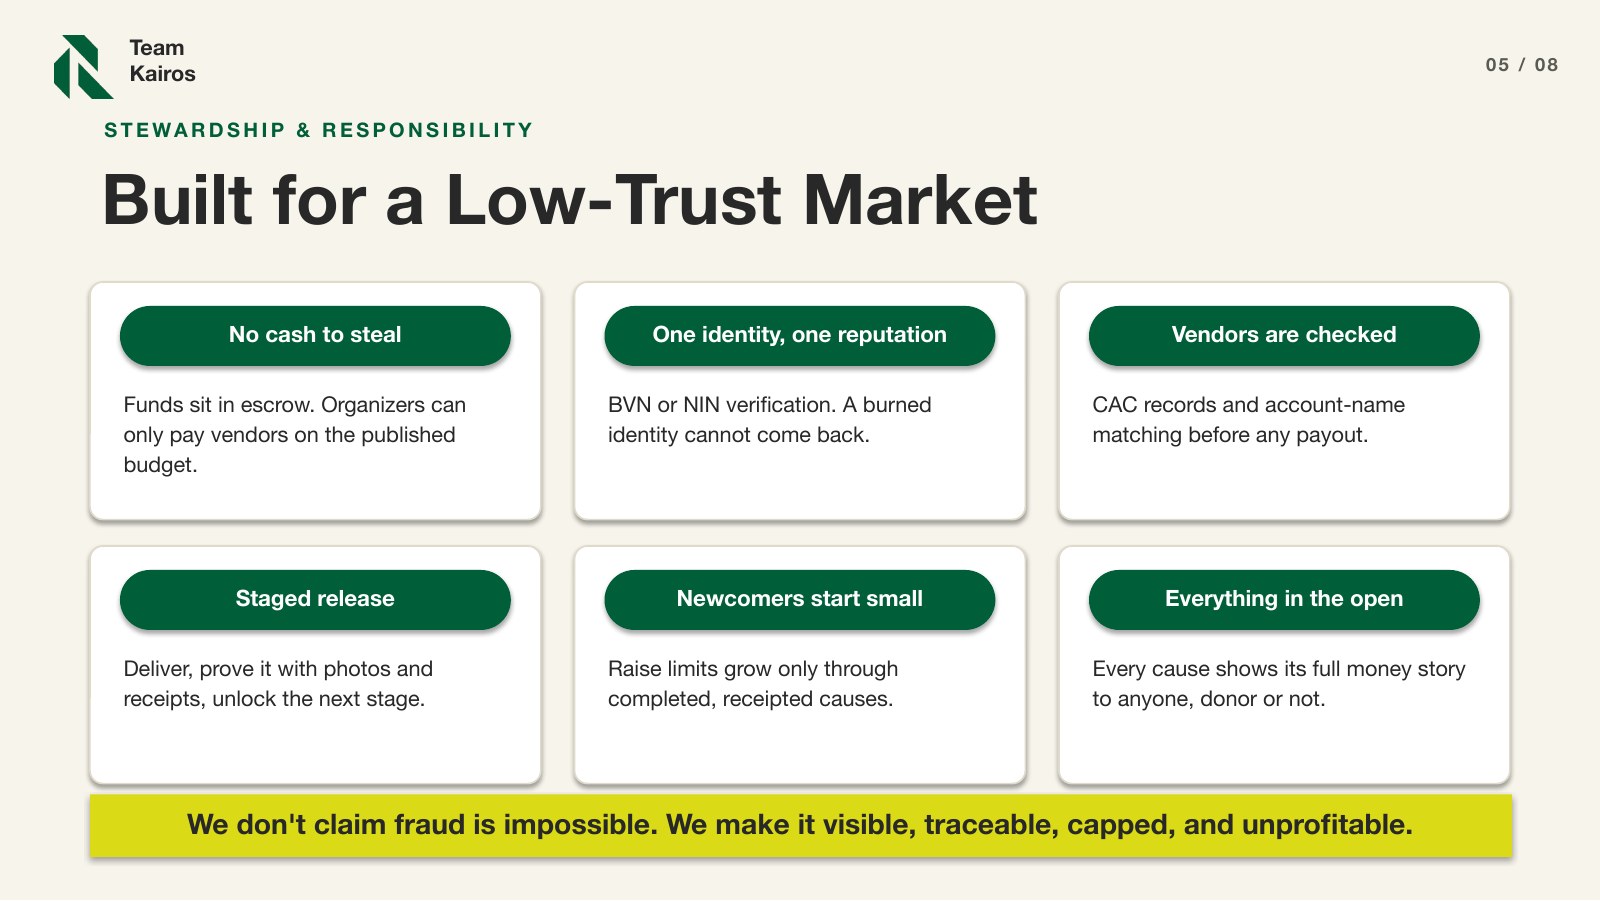 Team
Kairos
05 / 08
STEWARDSHIP & RESPONSIBILITY
Built for a Low-Trust Market
No cash to steal
Funds sit in escrow. Organizers can
only pay vendors on the published
budget.
One identity, one reputation
BVN or NIN verification. A burned
identity cannot come back.
Vendors are checked
CAC records and account-name
matching before any payout.
Staged release
Deliver, prove it with photos and
receipts, unlock the next stage.
Newcomers start small
Raise limits grow only through
completed, receipted causes.
Everything in the open
Every cause shows its full money story
to anyone, donor or not.
We don't claim fraud is impossible. We make it visible, traceable, capped, and unprofitable.